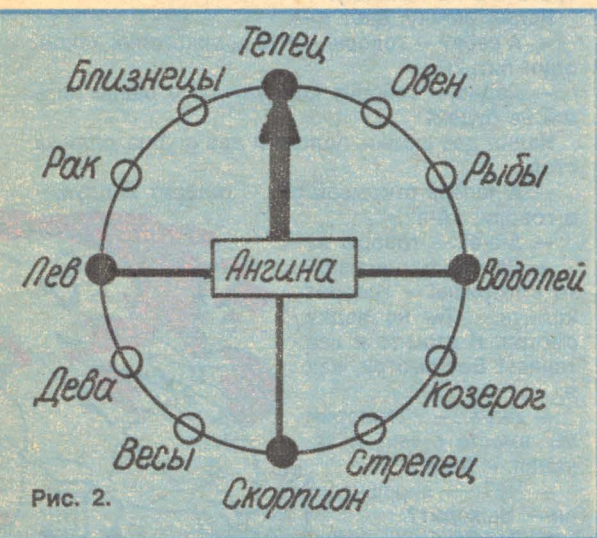 Телец
Близнецы
Овен
Рак
Рыбы
Лев
Ангина
Водолей
Дева
Козерог
Весы
Стрелец
Скорпион
Рис. 2.